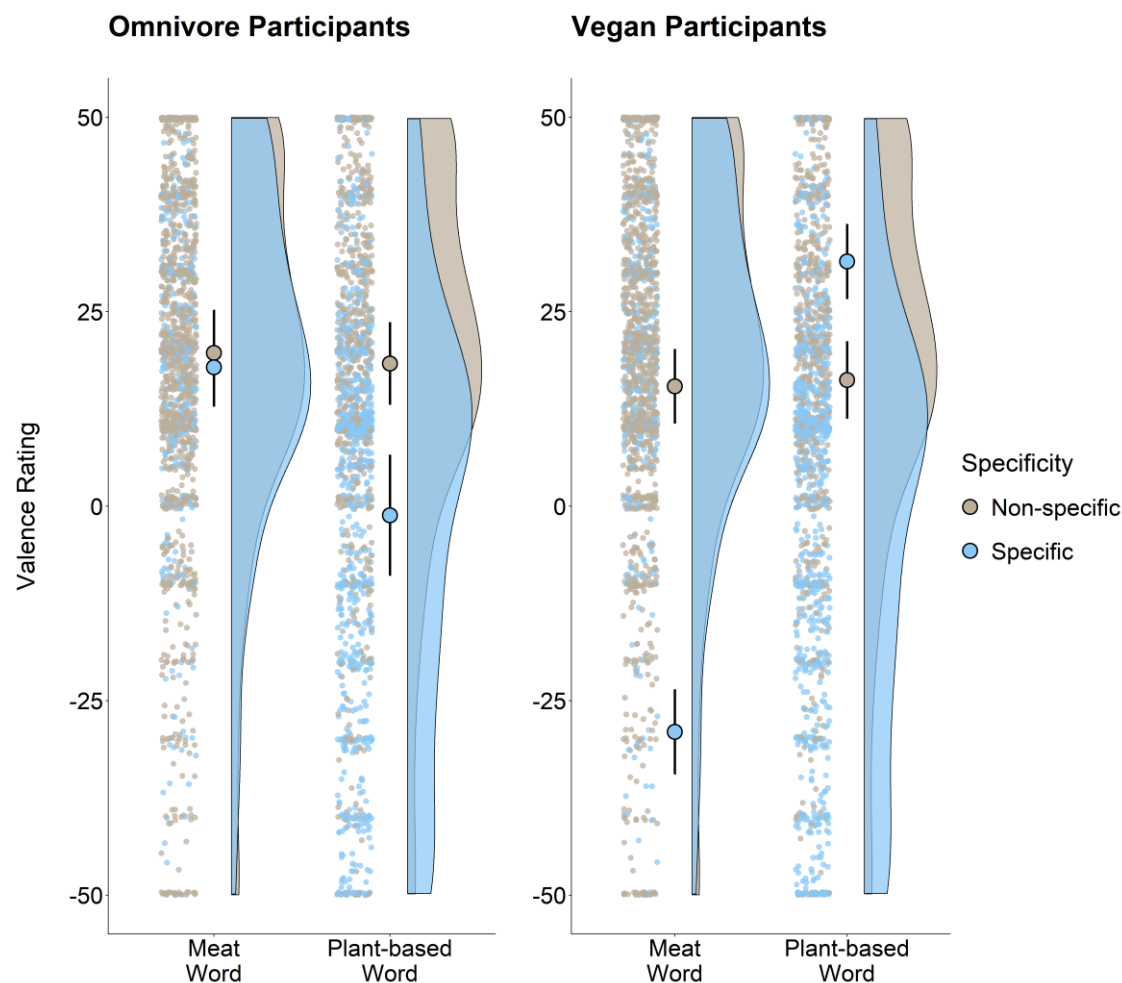 Omnivore Participants
Vegan Participants
Valence Rating
50
25
0
-25
-50
Meat
Word
Plant-based
Word
50
25
0
-25
-50
Meat
Word
Plant-based
Word
Specificity
Non-specific
Specific